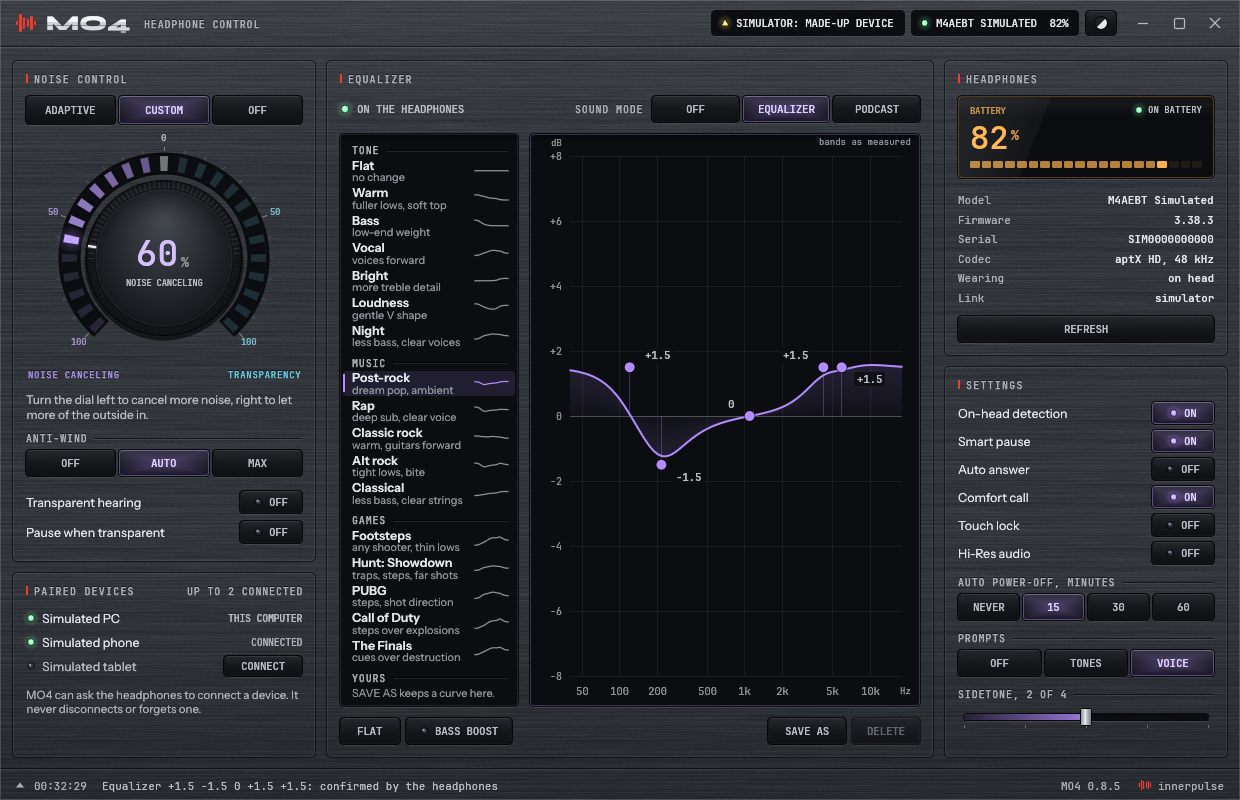 MO4 HEADPHONE CONTROL
SIMULATOR: MADE-UP DEVICE
M4AEBT SIMULATED 82%
NOISE CONTROL
ADAPTIVE CUSTOM OFF
0
50 50
60%
NOISE CANCELING
100 100
NOISE CANCELING TRANSPARENCY
Turn the dial left to cancel more noise, right to let
more of the outside in.
ANTI-WIND
OFF AUTO MAX
Transparent hearing OFF
Pause when transparent OFF
PAIRED DEVICES UP TO 2 CONNECTED
Simulated PC THIS COMPUTER
Simulated phone CONNECTED
Simulated tablet CONNECT
MO4 can ask the headphones to connect a device. It
never disconnects or forgets one.
EQUALIZER
ON THE HEADPHONES SOUND MODE OFF EQUALIZER PODCAST
TONE
Flat
no change
Warm
fuller lows, soft top
Bass
low-end weight
Vocal
voices forward
Bright
more treble detail
Loudness
gentle V shape
Night
less bass, clear voices
MUSIC
Post-rock
dream pop, ambient
Rap
deep sub, clear voice
Classic rock
warm, guitars forward
Alt rock
tight lows, bite
Classical
less bass, clear strings
GAMES
Footsteps
any shooter, thin lows
Hunt: Showdown
traps, steps, far shots
PUBG
steps, shot direction
Call of Duty
steps over explosions
The Finals
cues over destruction
YOURS
SAVE AS keeps a curve here.
dB bands as measured
+8
+6
+4
+2
0
-2
-4
-6
-8
+1.5 +1.5
+1.5
0
-1.5
50 100 200 500 1k 2k 5k 10k Hz
FLAT BASS BOOST SAVE AS DELETE
HEADPHONES
BATTERY ON BATTERY
82%
Model M4AEBT Simulated
Firmware 3.38.3
Serial SIM0000000000
Codec aptX HD, 48 kHz
Wearing on head
Link simulator
REFRESH
SETTINGS
On-head detection ON
Smart pause ON
Auto answer OFF
Comfort call ON
Touch lock OFF
Hi-Res audio OFF
AUTO POWER-OFF, MINUTES
NEVER 15 30 60
PROMPTS
OFF TONES VOICE
SIDETONE, 2 OF 4
00:32:29 Equalizer +1.5 -1.5 0 +1.5 +1.5: confirmed by the headphones
MO4 0.8.5 innerpulse